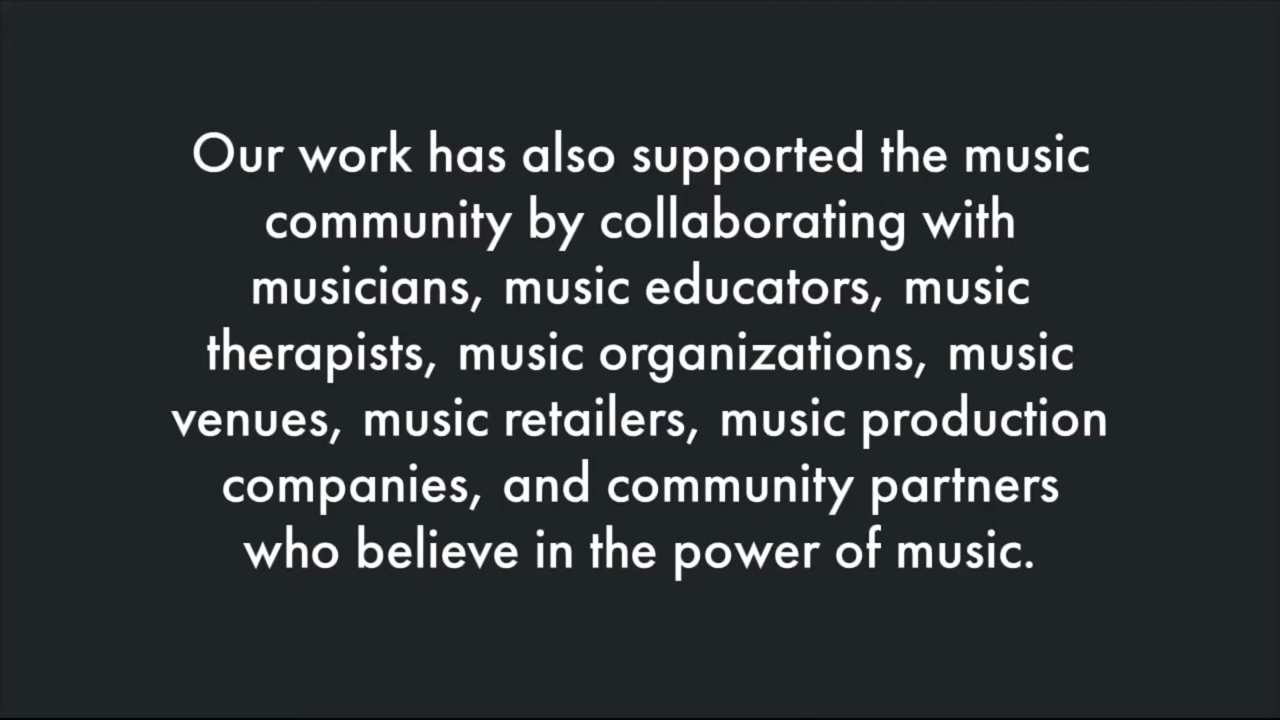 Our work has also supported the music
community by collaborating with
musicians, music educators, music
therapists, music organizations, music
venues, music retailers, music production
companies, and community partners
who believe in the power of music.